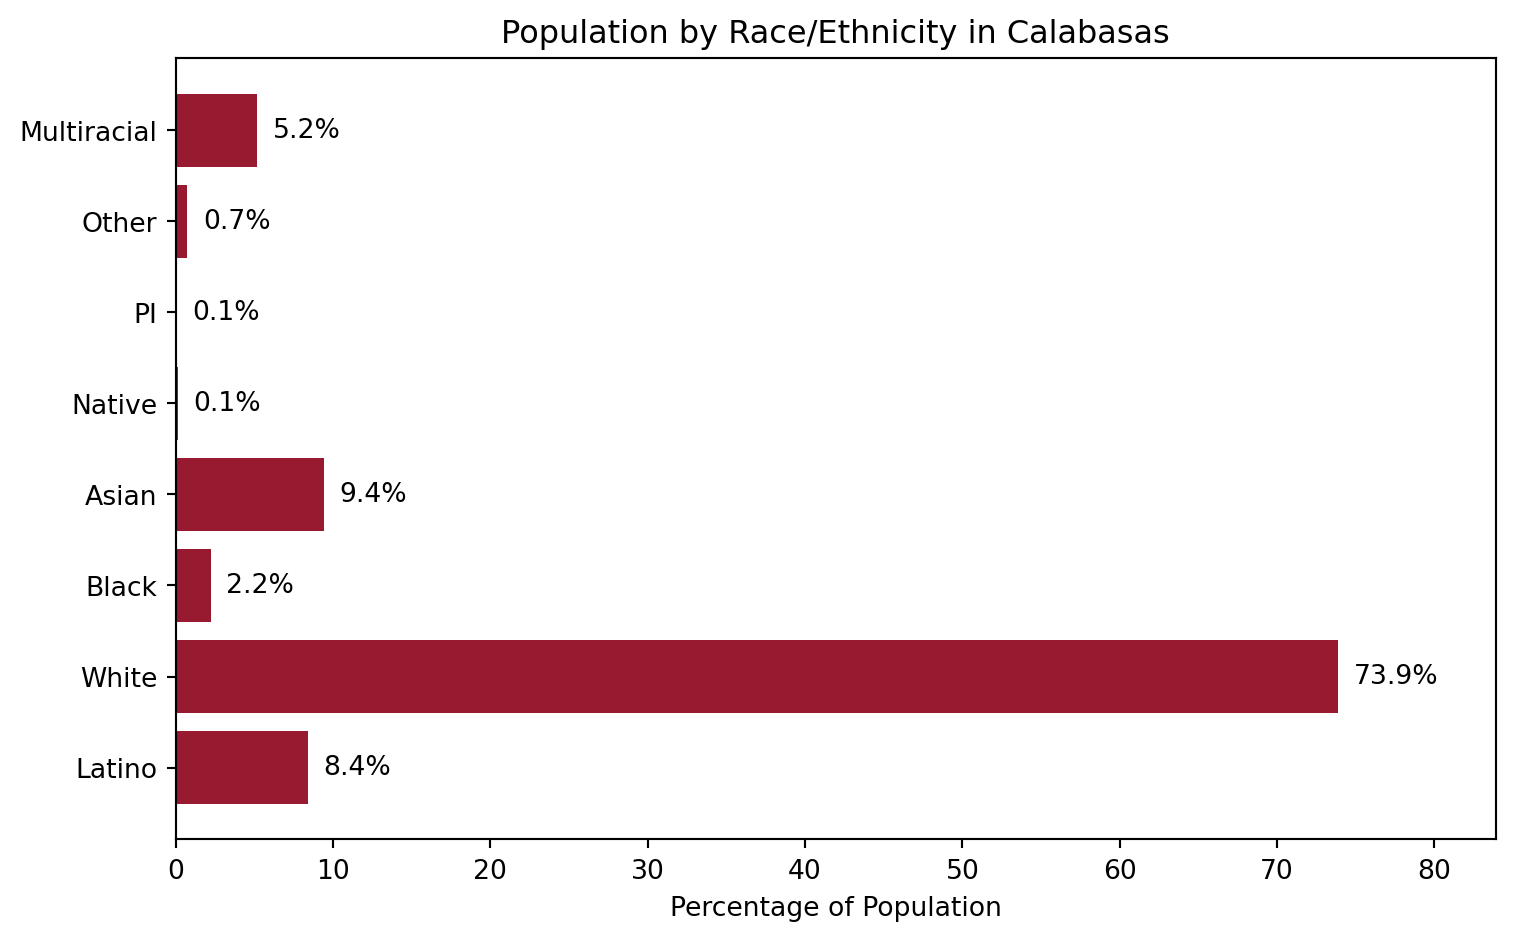 Population by Race/Ethnicity in Calabasas
Multiracial 5.2%
Other 0.7%
PI 0.1%
Native 0.1%
Asian 9.4%
Black 2.2%
White 73.9%
Latino 8.4%
0 10 20 30 40 50 60 70 80
Percentage of Population